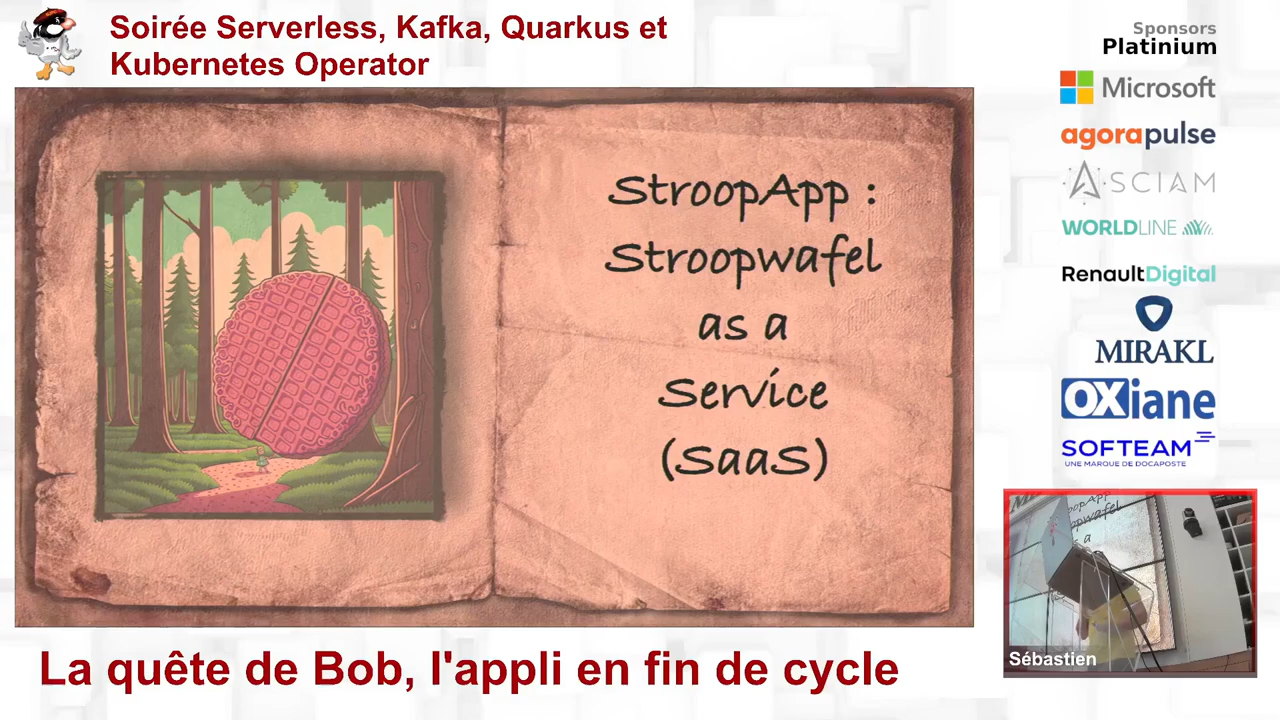 Soirée Serverless, Kafka, Quarkus et
Kubernetes Operator
StroopApp :
Stroopwafel
as a
Service
(SaaS)
La quête de Bob, l'appli en fin de cycle
Sponsors
Platinium
Microsoft
agorapulse
ASCIAM
WORLDLINE
RenaultDigital
MIRAKL
OXiane
SOFTEAM
UNE MARQUE DE DOCAPOSTE
Sébastien